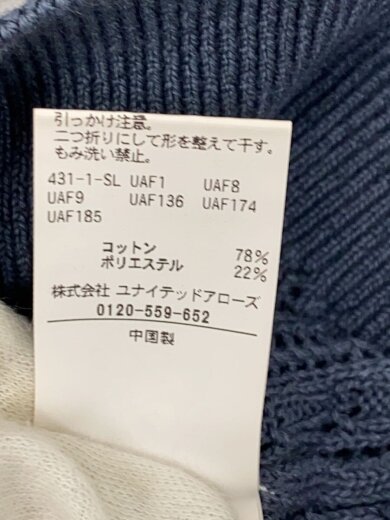 引っかけ注意。
二つ折りにして形を整えて干す。
もみ洗い禁止。
431-1-SL UAF1 UAF8
UAF9 UAF136 UAF174
UAF185
コットン 78%
ポリエステル 22%
株式会社 ユナイテッドアローズ
0120-559-652
中国製